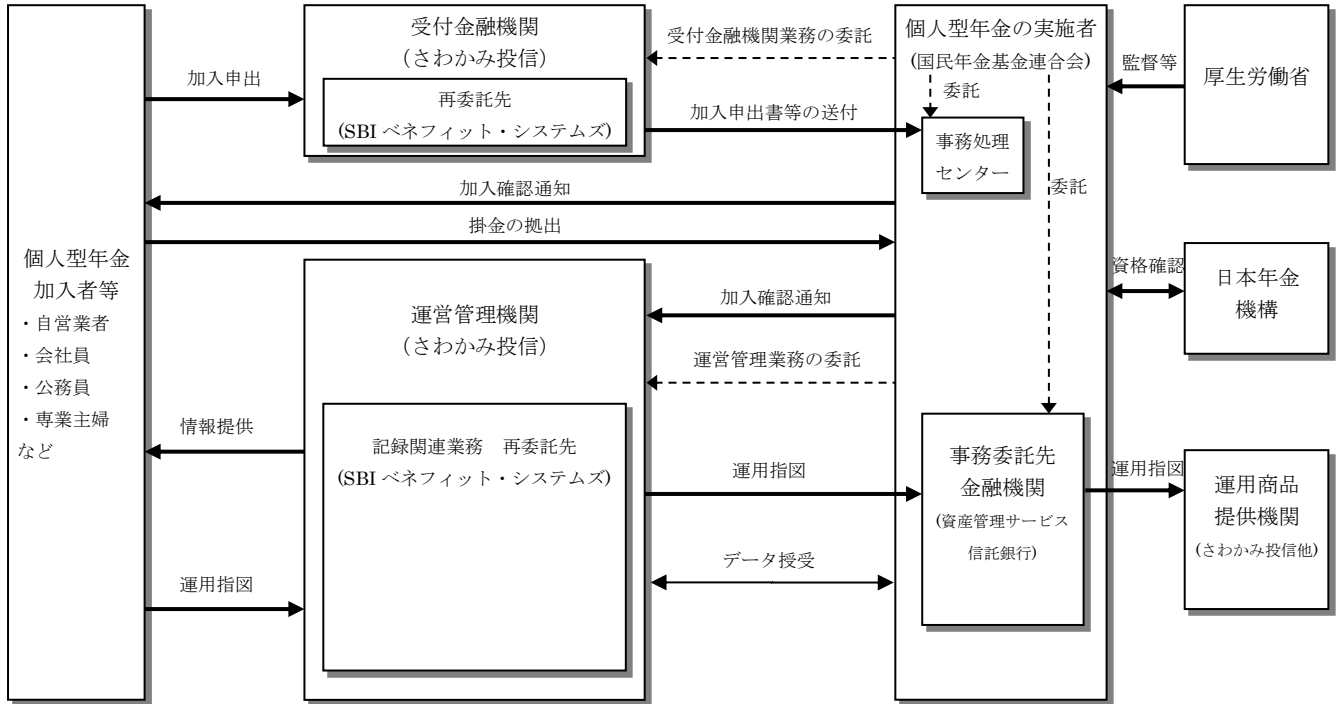 受付金融機関
(さわかみ投信)
再委託先
(SBI ベネフィット・システムズ)
受付金融機関業務の委託
個人型年金の実施者
(国民年金基金連合会)
委託
監督等
厚生労働省
加入申出
加入申出書等の送付
事務処理
センター
委託
加入確認通知
掛金の拠出
個人型年金
加入者等
・自営業者
・会社員
・公務員
・専業主婦
など
運営管理機関
(さわかみ投信)
加入確認通知
運営管理業務の委託
資格確認
日本年金
機構
情報提供
記録関連業務 再委託先
(SBI ベネフィット・システムズ)
運用指図
事務委託先
金融機関
(資産管理サービス
信託銀行)
運用指図
運用商品
提供機関
(さわかみ投信他)
データ授受
運用指図